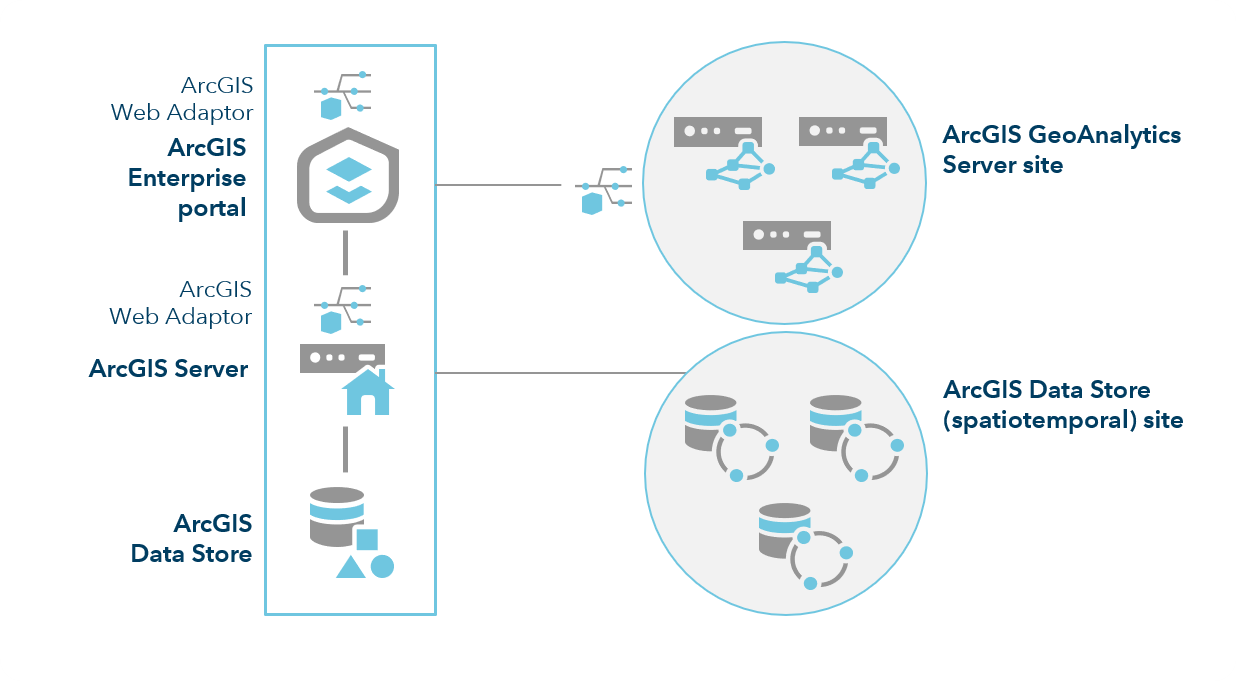 ArcGIS
Web Adaptor
ArcGIS
Enterprise
portal
ArcGIS
Web Adaptor
ArcGIS Server
ArcGIS
Data Store
ArcGIS GeoAnalytics
Server site
ArcGIS Data Store
(spatiotemporal) site